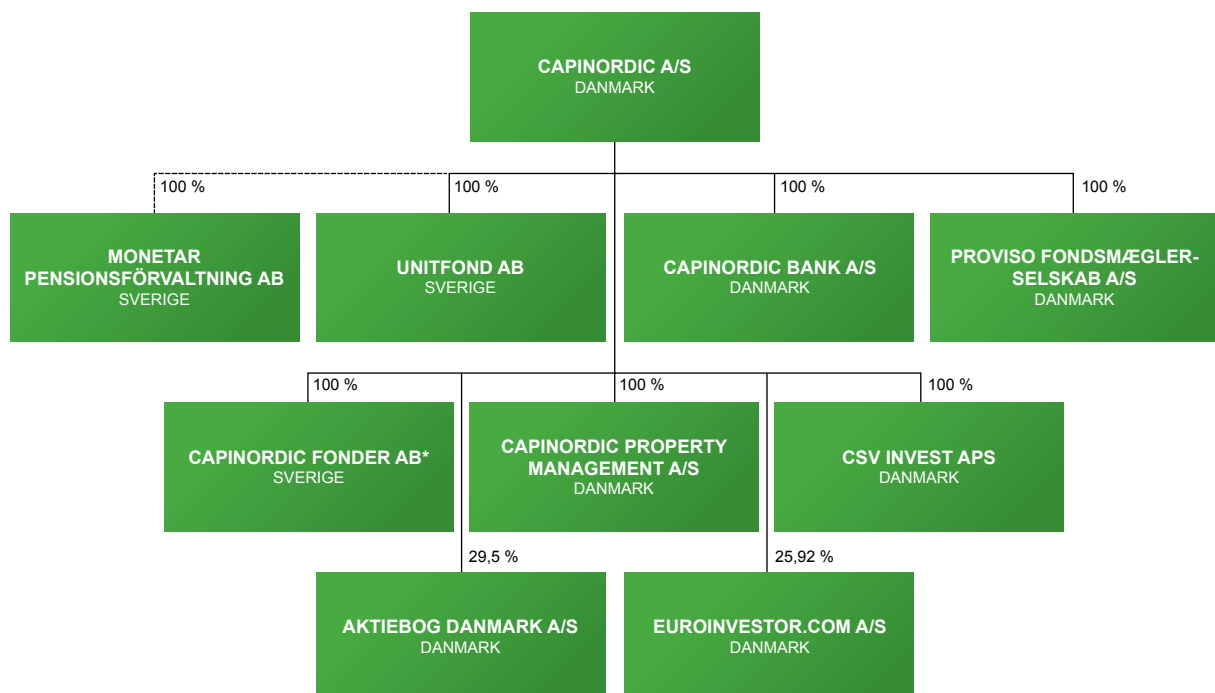 CAPINORDIC A/S
DANMARK
100 %
100 %
100 %
100 %
MONETAR
PENSIONSFÖRVALTNING AB
SVERIGE
UNITFOND AB
SVERIGE
CAPINORDIC BANK A/S
DANMARK
PROVISO FONDSMÆGLER-
SELSKAB A/S
DANMARK
100 %
100 %
100 %
CAPINORDIC FONDER AB*
SVERIGE
CAPINORDIC PROPERTY
MANAGEMENT A/S
DANMARK
CSV INVEST APS
DANMARK
29,5 %
25,92 %
AKTIEBOG DANMARK A/S
DANMARK
EUROINVESTOR.COM A/S
DANMARK